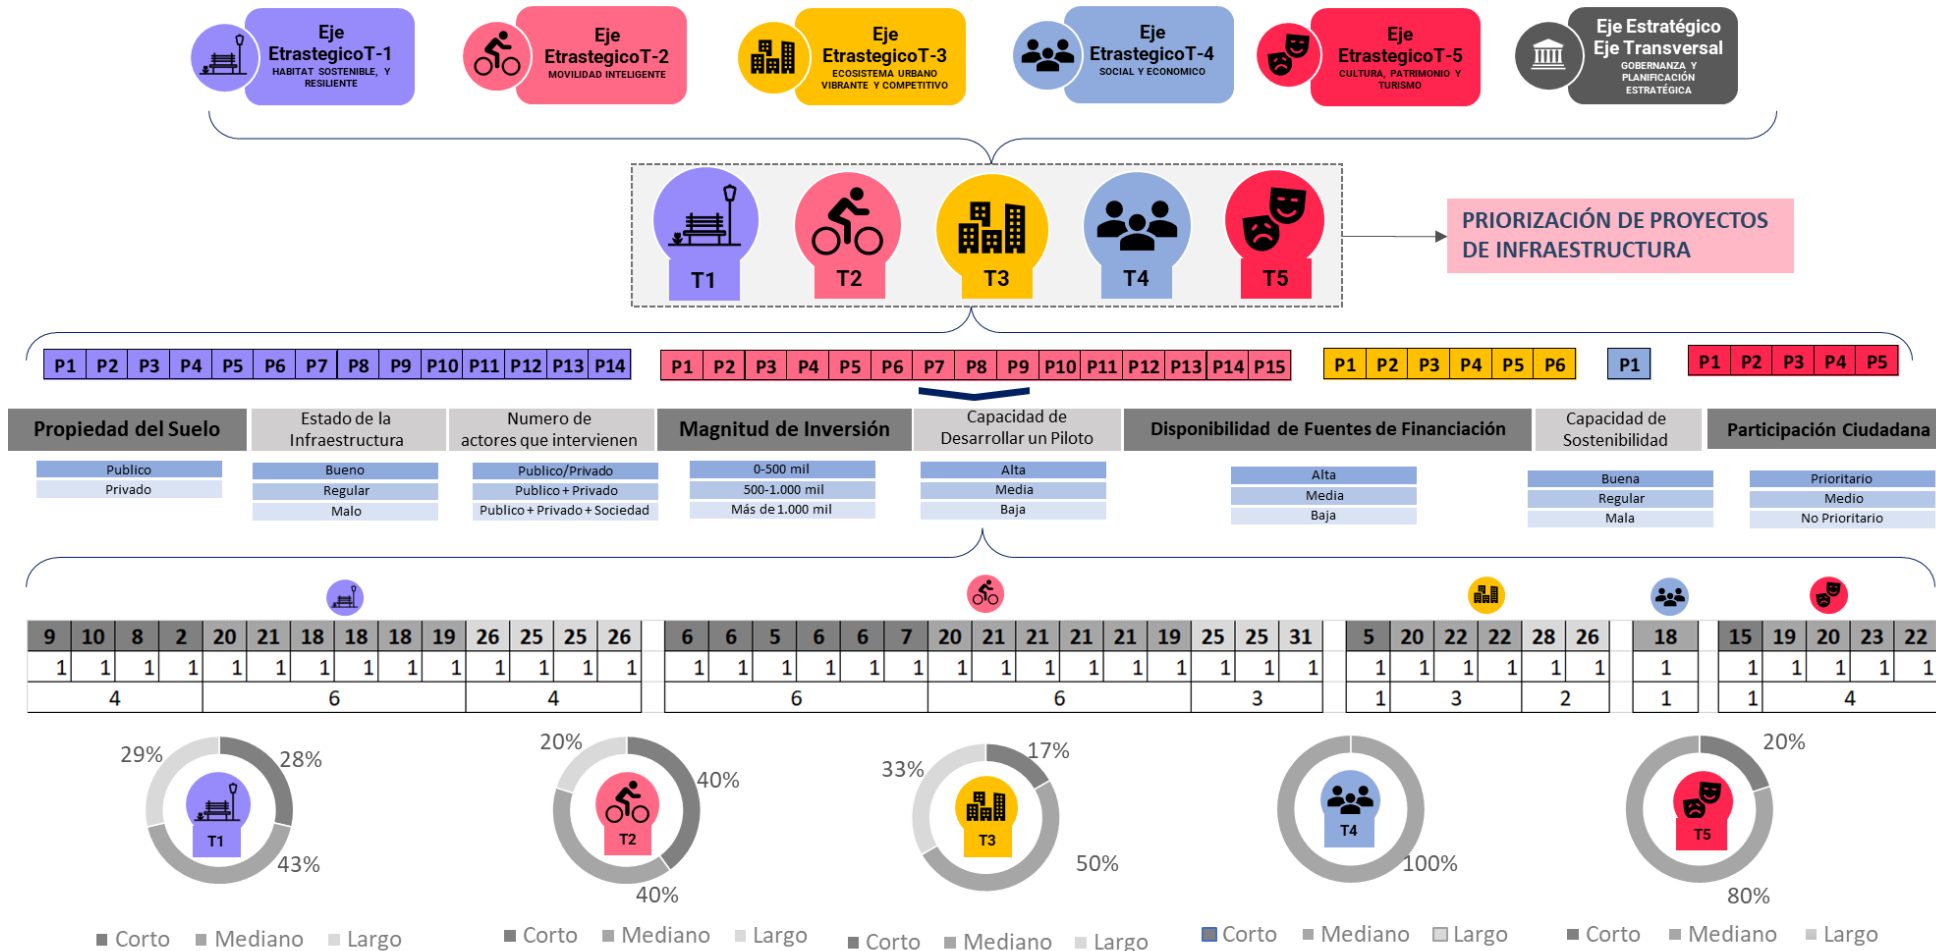 Eje
EtrastegicoT-1
HABITAT SOSTENIBLE, Y
RESILIENTE
Eje
EtrastegicoT-2
MOVILIDAD INTELIGENTE
Eje
EtrastegicoT-3
ECOSISTEMA URBANO
VIBRANTE Y COMPETITIVO
Eje
EtrastegicoT-4
SOCIAL Y ECONOMICO
Eje
EtrastegicoT-5
CULTURA, PATRIMONIO Y
TURISMO
Eje Estratégico
Eje Transversal
GOBERNANZA Y
PLANIFICACIÓN
ESTRATÉGICA
T1 T2 T3 T4 T5
PRIORIZACIÓN DE PROYECTOS
DE INFRAESTRUCTURA
P1 P2 P3 P4 P5 P6 P7 P8 P9 P10 P11 P12 P13 P14
P1 P2 P3 P4 P5 P6 P7 P8 P9 P10 P11 P12 P13 P14 P15
P1 P2 P3 P4 P5 P6
P1
P1 P2 P3 P4 P5
Propiedad del Suelo
Publico
Privado
Estado de la
Infraestructura
Bueno
Regular
Malo
Numero de
actores que intervienen
Publico/Privado
Publico + Privado
Publico + Privado + Sociedad
Magnitud de Inversión
0-500 mil
500-1.000 mil
Más de 1.000 mil
Capacidad de
Desarrollar un Piloto
Alta
Media
Baja
Disponibilidad de Fuentes de Financiación
Alta
Media
Baja
Capacidad de
Sostenibilidad
Buena
Regular
Mala
Participación Ciudadana
Prioritario
Medio
No Prioritario
9 10 8 2 20 21 18 18 18 19 26 25 25 26
1 1 1 1 1 1 1 1 1 1 1 1 1 1
4 6 4
6 6 5 6 6 7 20 21 21 21 21 19 25 25 31
1 1 1 1 1 1 1 1 1 1 1 1 1 1 1
6 6 3
5 20 22 22 28 26
1 1 1 1 1 1
1 3 2
18
1
1
15 19 20 23 22
1 1 1 1 1
1 4
29% 28%
T1
43%
Corto Mediano Largo
20%
40%
T2
40%
Corto Mediano Largo
17%
33%
T3
50%
Corto Mediano Largo
T4
100%
Corto Mediano Largo
20%
T5
80%
Corto Mediano Largo